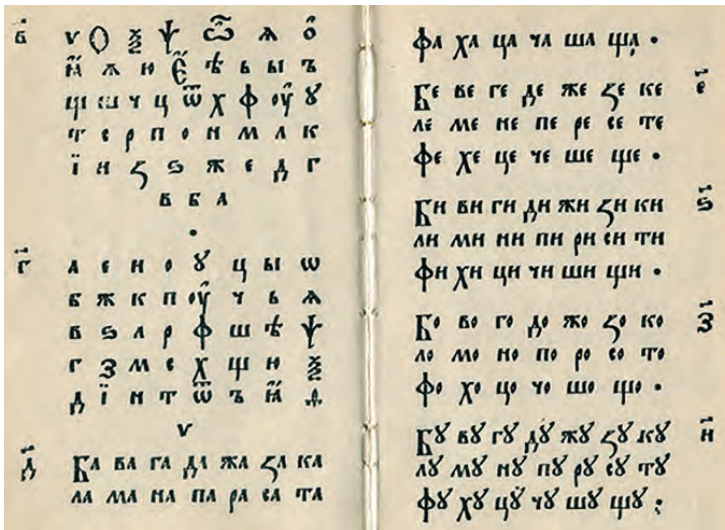 в҃ ѵ Ѳ ѯ ѱ ѽ ѧ ѻ
ꙗ ѫ ю Ѥ ѣ ь ы ъ
щ ш ч ц ѿ х ф оу ꙋ
т с р п о н м л к
ї и ꙁ ѕ ж е д г
в б а
•
г҃ а е и о ꙋ ц ы ѡ
б ж к п оу ч ь ѧ
в ѕ л р ф ш ѣ ѱ
г з м с х щ ю ѯ
д ї н т ѿ ъ ꙗ ѳ
ѵ
д҃ Ба ва га да жа ꙁа ка
ла ма на па ра са та
фа ха ца ча ша ща •
Бе ве ге де же ꙁе ке е҃
ле ме не пе ре се те
фе хе це че ше ще •
Би ви ги ди жи ꙁи ки ѕ҃
ли ми ни пи ри си ти
фи хи ци чи ши щи •
Бо во го до жо ꙁо ко з҃
ло мо но по ро со то
фо хо цо чо шо що •
Бꙋ вꙋ гꙋ дꙋ жꙋ ꙁꙋ кꙋ и҃
лꙋ мꙋ нꙋ пꙋ рꙋ сꙋ тꙋ
фꙋ хꙋ цꙋ чꙋ шꙋ щꙋ ;